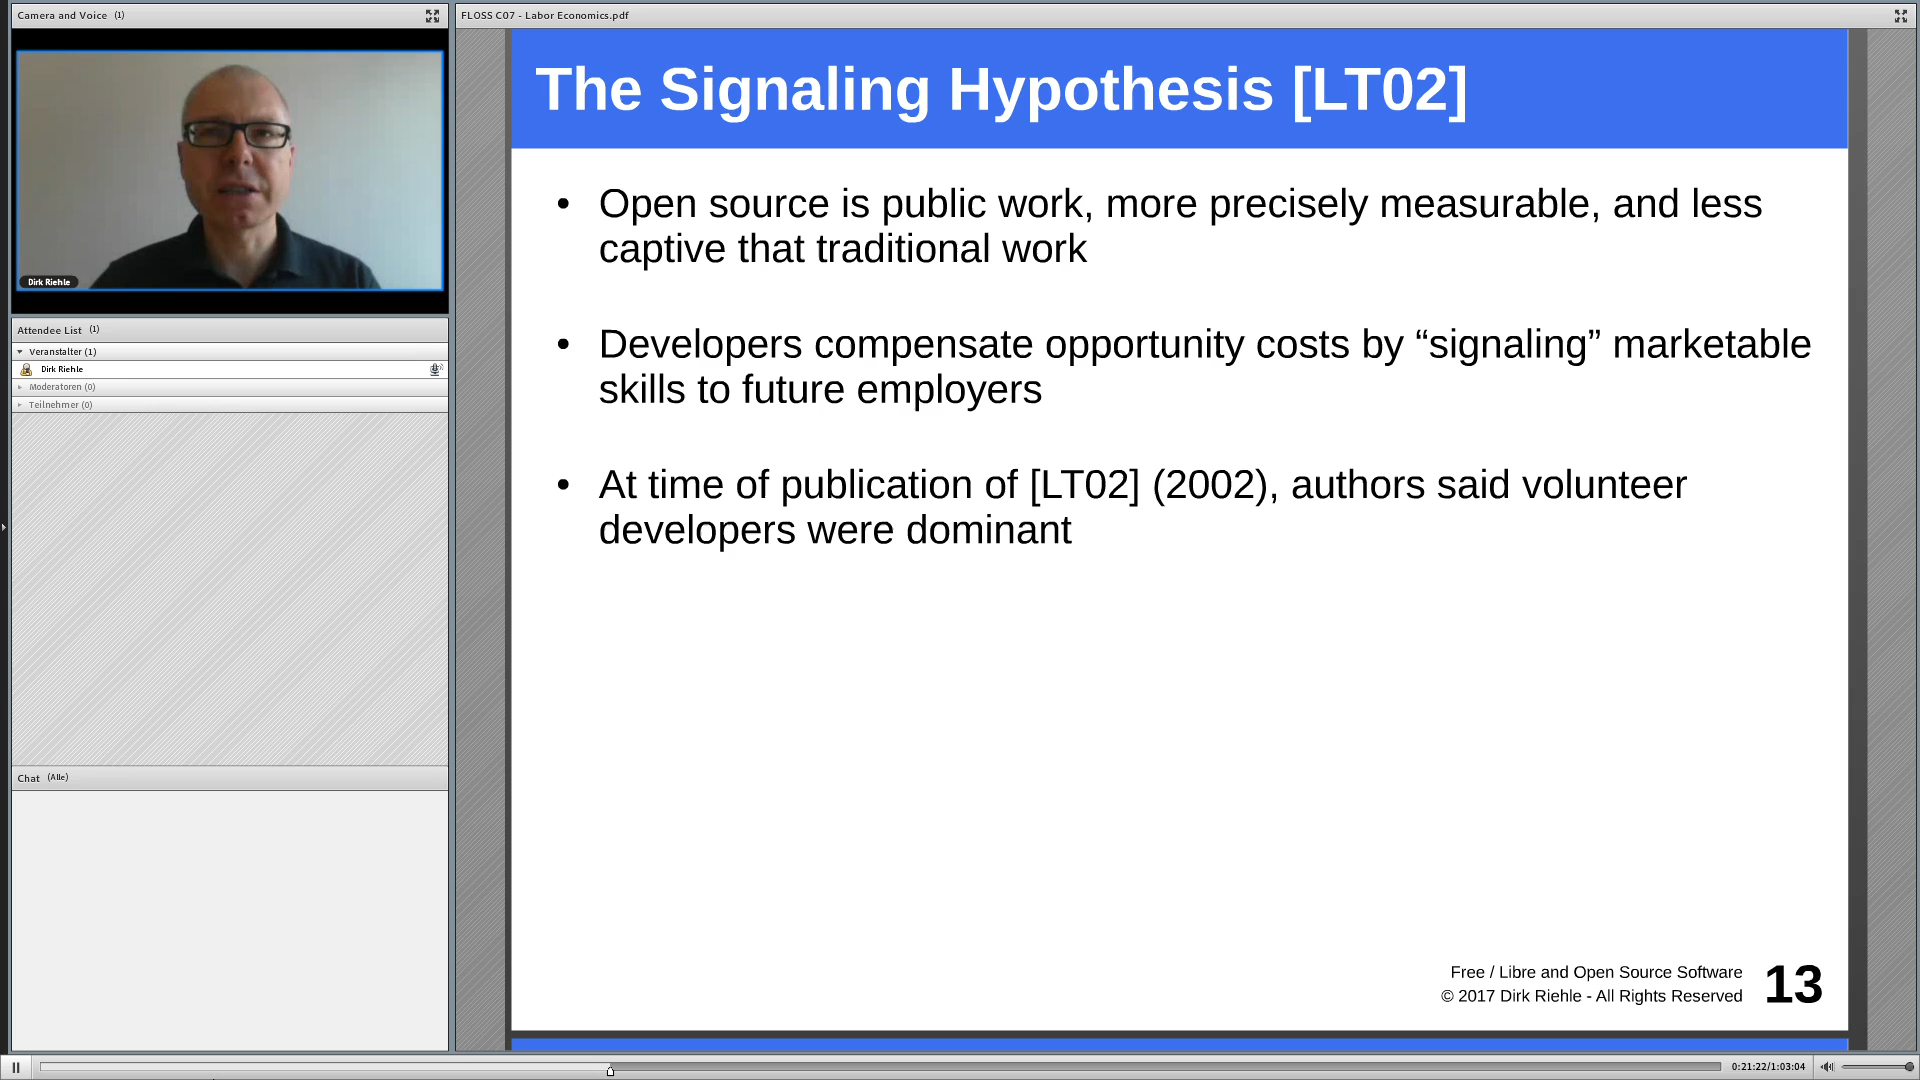 Camera and Voice (1)
Dirk Riehle
Attendee List (1)
Veranstalter (1)
Dirk Riehle
Moderatoren (0)
Teilnehmer (0)
Chat (Alle)
FLOSS C07 - Labor Economics.pdf
The Signaling Hypothesis [LT02]
• Open source is public work, more precisely measurable, and less
captive that traditional work
• Developers compensate opportunity costs by “signaling” marketable
skills to future employers
• At time of publication of [LT02] (2002), authors said volunteer
developers were dominant
Free / Libre and Open Source Software
© 2017 Dirk Riehle - All Rights Reserved
13
0:21:22/1:03:04